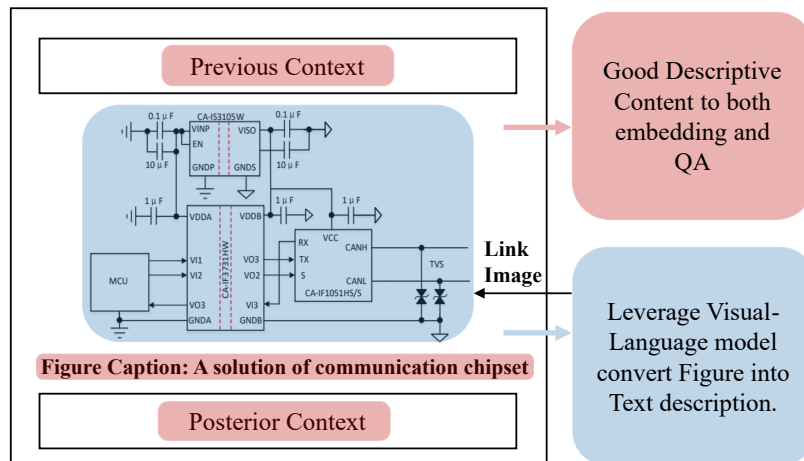 Previous Context
0.1 μ F
CA-IS3105W
0.1 μ F
VINP
VISO
EN
10 μ F
10 μ F
GNDP
GNDS
1 μ F
1 μ F
1 μ F
VDDA
VDDB
VCC
RX
CANH
MCU
VI1
VI2
CA-IF3731HW
VO3
TX
VO2
S
CANL
TVS
CA-IF1051HS/S
VO3
VI3
GNDA
GNDB
Figure Caption: A solution of communication chipset
Posterior Context
Good Descriptive
Content to both
embedding and
QA
Link
Image
Leverage Visual-
Language model
convert Figure into
Text description.